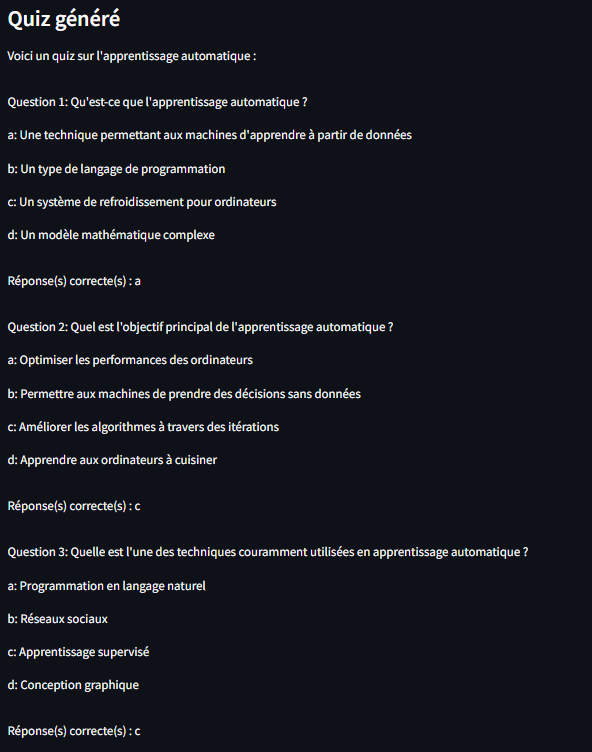 Quiz généré
Voici un quiz sur l'apprentissage automatique :
Question 1: Qu'est-ce que l'apprentissage automatique ?
a: Une technique permettant aux machines d'apprendre à partir de données
b: Un type de langage de programmation
c: Un système de refroidissement pour ordinateurs
d: Un modèle mathématique complexe
Réponse(s) correcte(s) : a
Question 2: Quel est l'objectif principal de l'apprentissage automatique ?
a: Optimiser les performances des ordinateurs
b: Permettre aux machines de prendre des décisions sans données
c: Améliorer les algorithmes à travers des itérations
d: Apprendre aux ordinateurs à cuisiner
Réponse(s) correcte(s) : c
Question 3: Quelle est l'une des techniques couramment utilisées en apprentissage automatique ?
a: Programmation en langage naturel
b: Réseaux sociaux
c: Apprentissage supervisé
d: Conception graphique
Réponse(s) correcte(s) : c